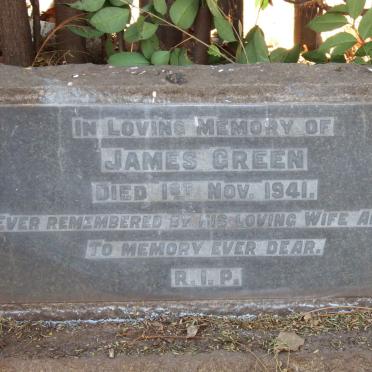 IN LOVING MEMORY OF
JAMES GREEN
DIED 1ST NOV. 1941.
EVER REMEMBERED BY HIS LOVING WIFE
TO MEMORY EVER DEAR.
R.I.P.